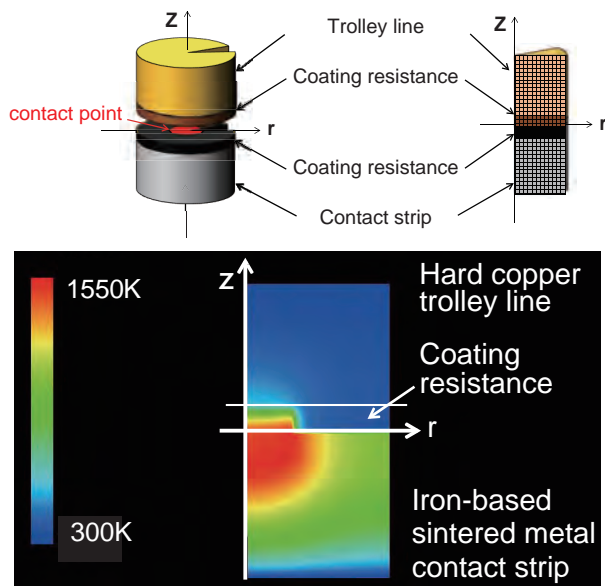 Z
Trolley line
Z
Coating resistance
contact point
r
r
Coating resistance
Contact strip
1550K
Z
Hard copper
trolley line
Coating
resistance
r
300K
Iron-based
sintered metal
contact strip